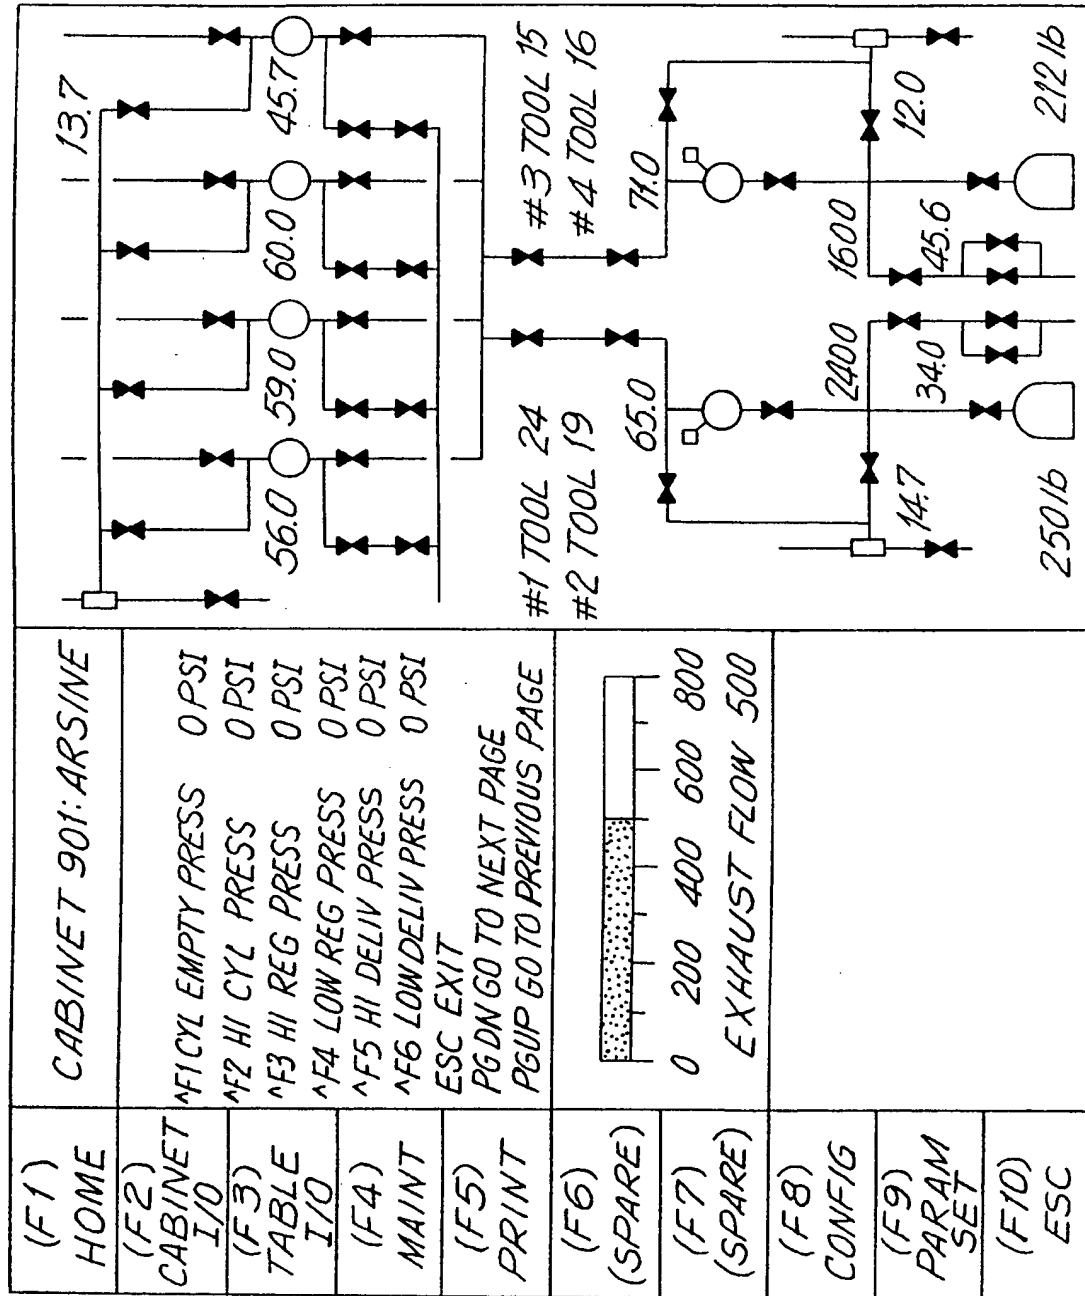 (F1)
HOME
(F2)
CABINET
I/O
(F3)
TABLE
I/O
(F4)
MAINT
(F5)
PRINT
(F6)
(SPARE)
(F7)
(SPARE)
(F8)
CONFIG
(F9)
PARAM
SET
(F10)
ESC
CABINET 901: ARSINE
^F1 CYL EMPTY PRESS 0 PSI
^F2 HI CYL PRESS 0 PSI
^F3 HI REG PRESS 0 PSI
^F4 LOW REG PRESS 0 PSI
^F5 HI DELIV PRESS 0 PSI
^F6 LOW DELIV PRESS 0 PSI
ESC EXIT
PGDN GO TO NEXT PAGE
PGUP GO TO PREVIOUS PAGE
0 200 400 600 800
EXHAUST FLOW 500
13.7
56.0 59.0 60.0 45.7
#1 TOOL 24
#2 TOOL 19
#3 TOOL 15
#4 TOOL 16
65.0 71.0
2400 1600
14.7 34.0 45.6 12.0
250 lb 212 lb